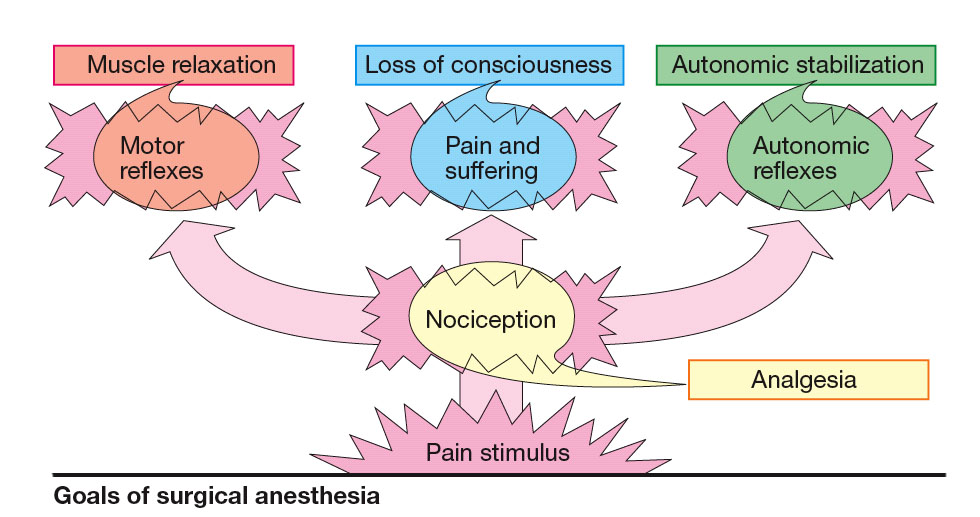 Muscle relaxation
Loss of consciousness
Autonomic stabilization
Motor
reflexes
Pain and
suffering
Autonomic
reflexes
Nociception
Analgesia
Pain stimulus
Goals of surgical anesthesia